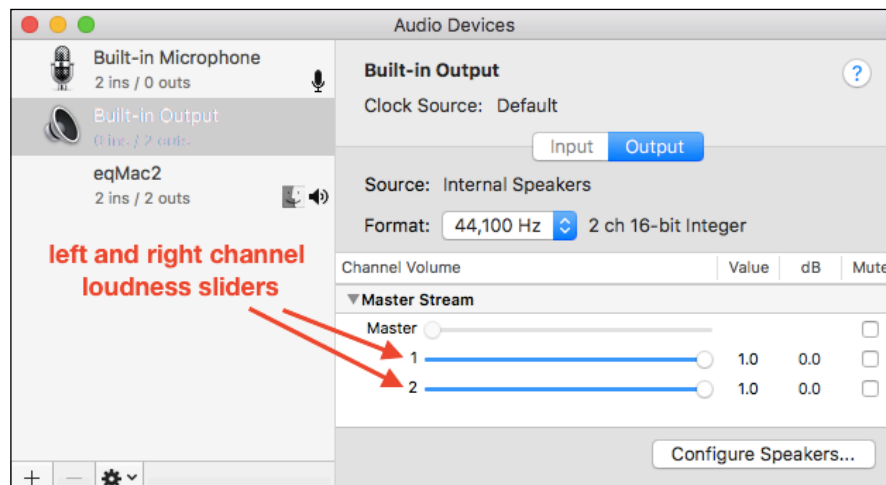 Audio Devices
Built-in Microphone
2 ins / 0 outs
Built-in Output
0 ins / 2 outs
eqMac2
2 ins / 2 outs
left and right channel
loudness sliders
Built-in Output
?
Clock Source: Default
Input Output
Source: Internal Speakers
Format: 44,100 Hz 2 ch 16-bit Integer
Channel Volume Value dB Mute
Master Stream
Master
1 1.0 0.0
2 1.0 0.0
Configure Speakers...